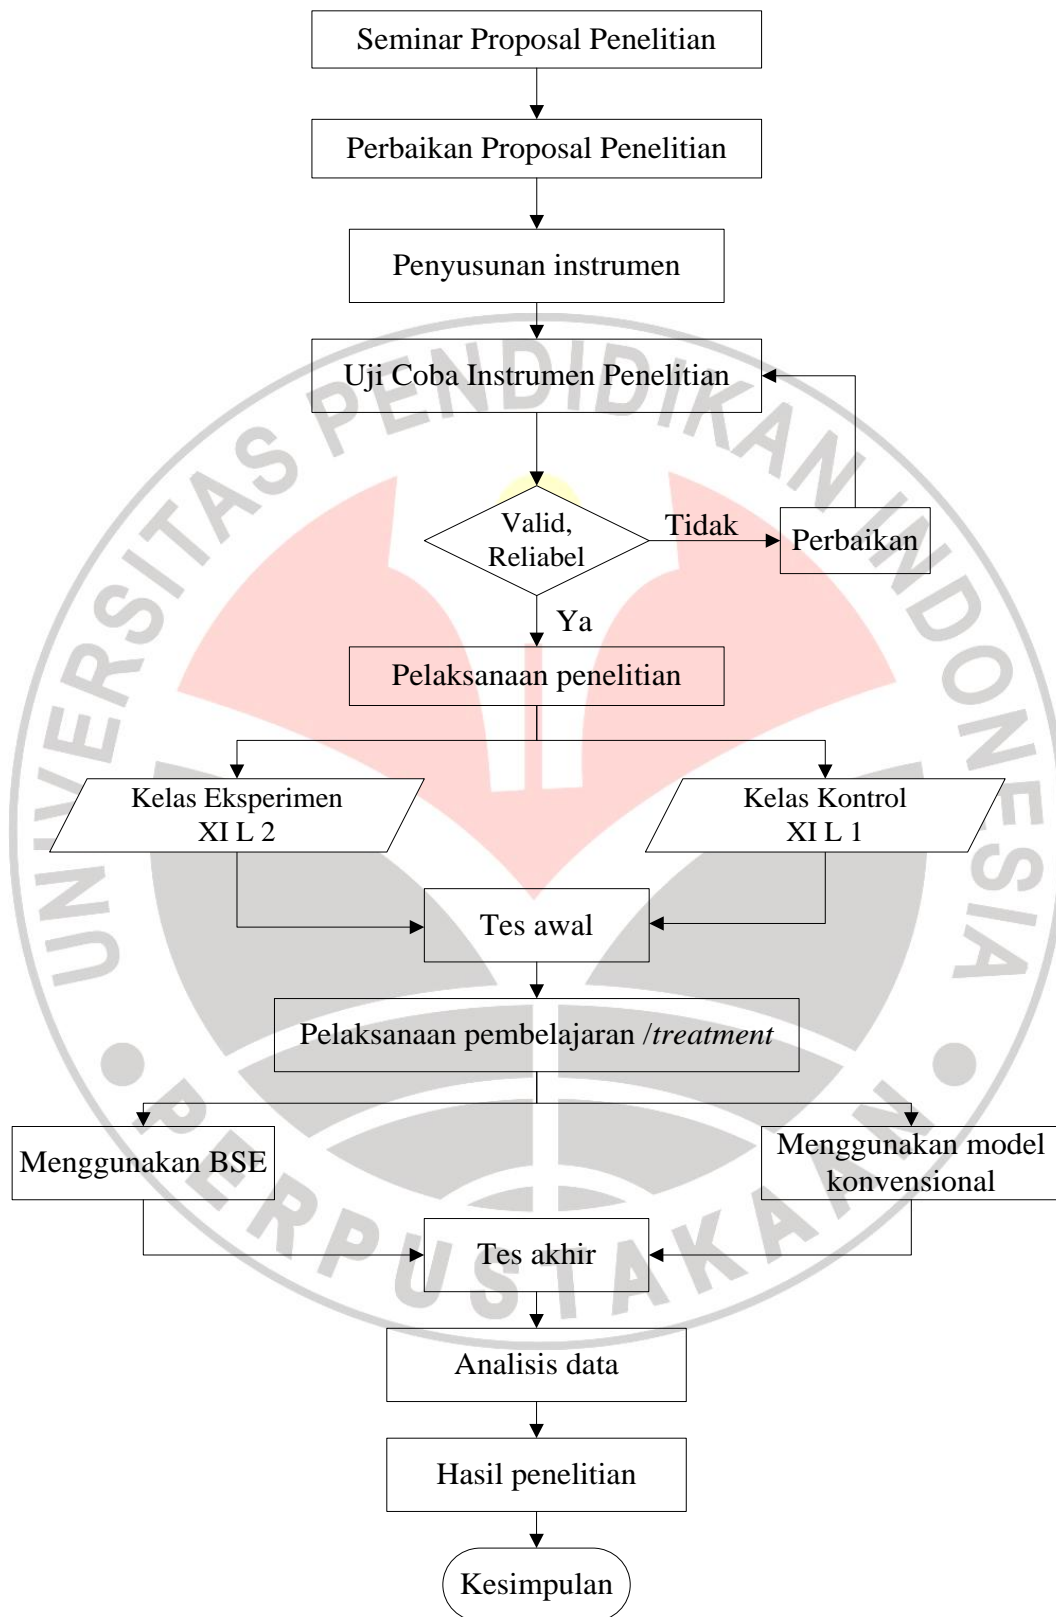 Seminar Proposal Penelitian
Perbaikan Proposal Penelitian
Penyusunan instrumen
Uji Coba Instrumen Penelitian
Valid,
Reliabel
Tidak
Perbaikan
Ya
Pelaksanaan penelitian
Kelas Eksperimen
XI L 2
Kelas Kontrol
XI L 1
Tes awal
Pelaksanaan pembelajaran /treatment
Menggunakan BSE
Menggunakan model
konvensional
Tes akhir
Analisis data
Hasil penelitian
Kesimpulan
UNIVERSITAS PENDIDIKAN INDONESIA
PERPUSTAKAAN